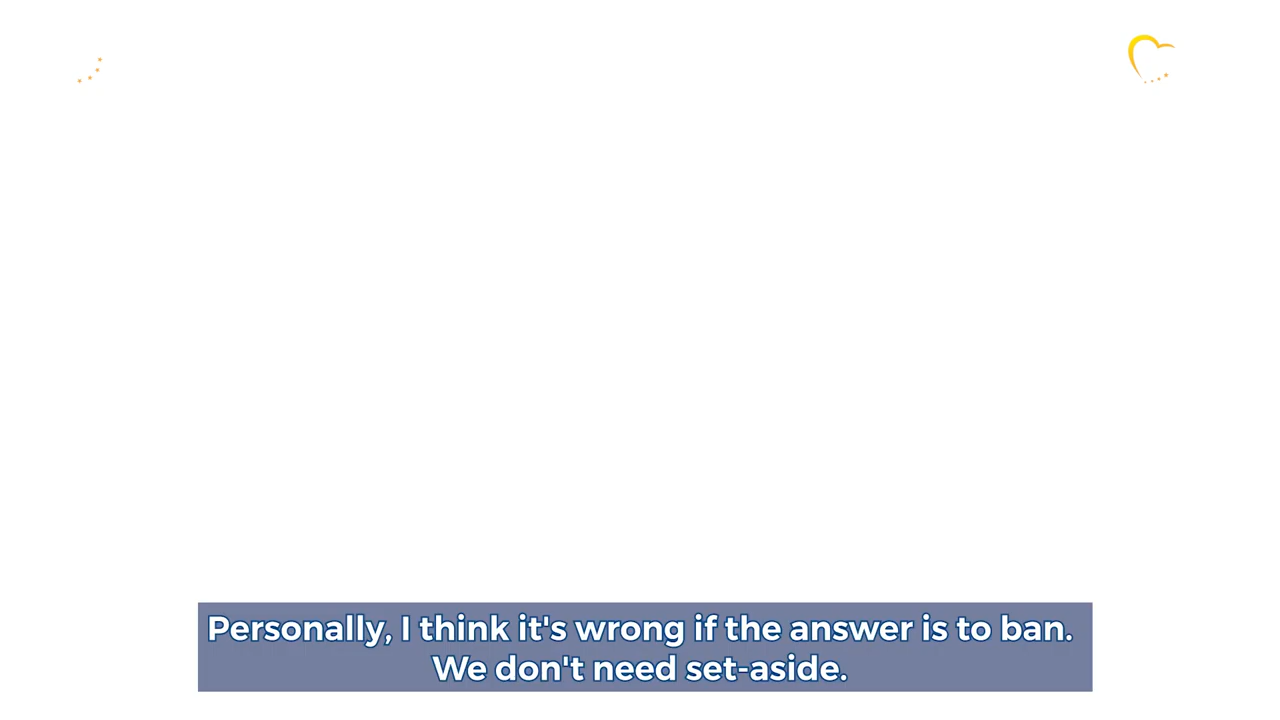 Personally, I think it's wrong if the answer is to ban.
We don't need set-aside.